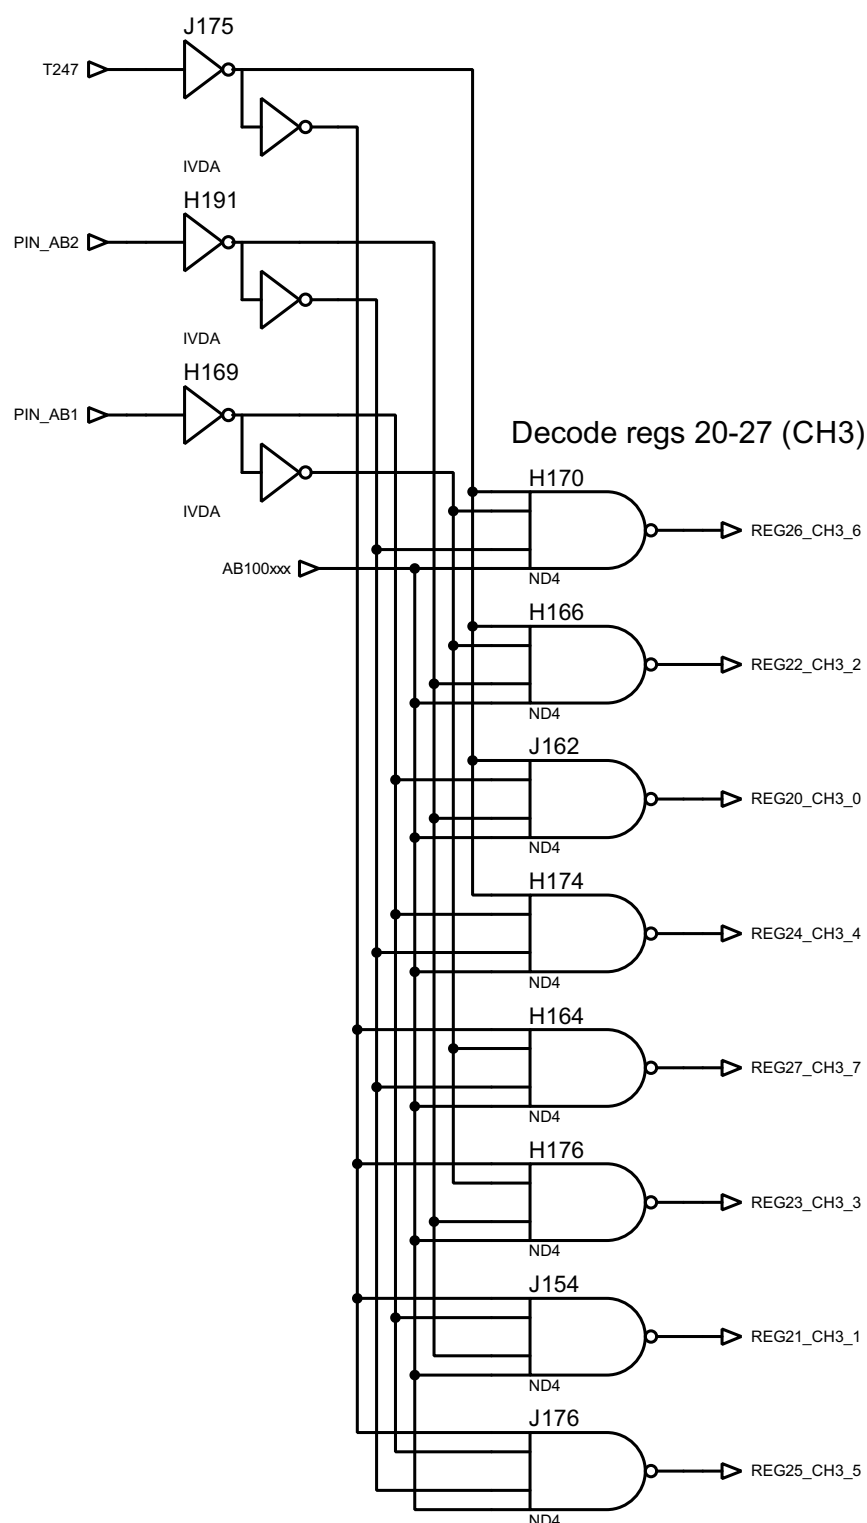 J175
T247
IVDA
H191
PIN_AB2
IVDA
H169
PIN_AB1
Decode regs 20-27 (CH3)
H170
IVDA
REG26_CH3_6
AB100xxx
ND4
H166
REG22_CH3_2
ND4
J162
REG20_CH3_0
ND4
H174
REG24_CH3_4
ND4
H164
REG27_CH3_7
ND4
H176
REG23_CH3_3
ND4
J154
REG21_CH3_1
ND4
J176
REG25_CH3_5
ND4